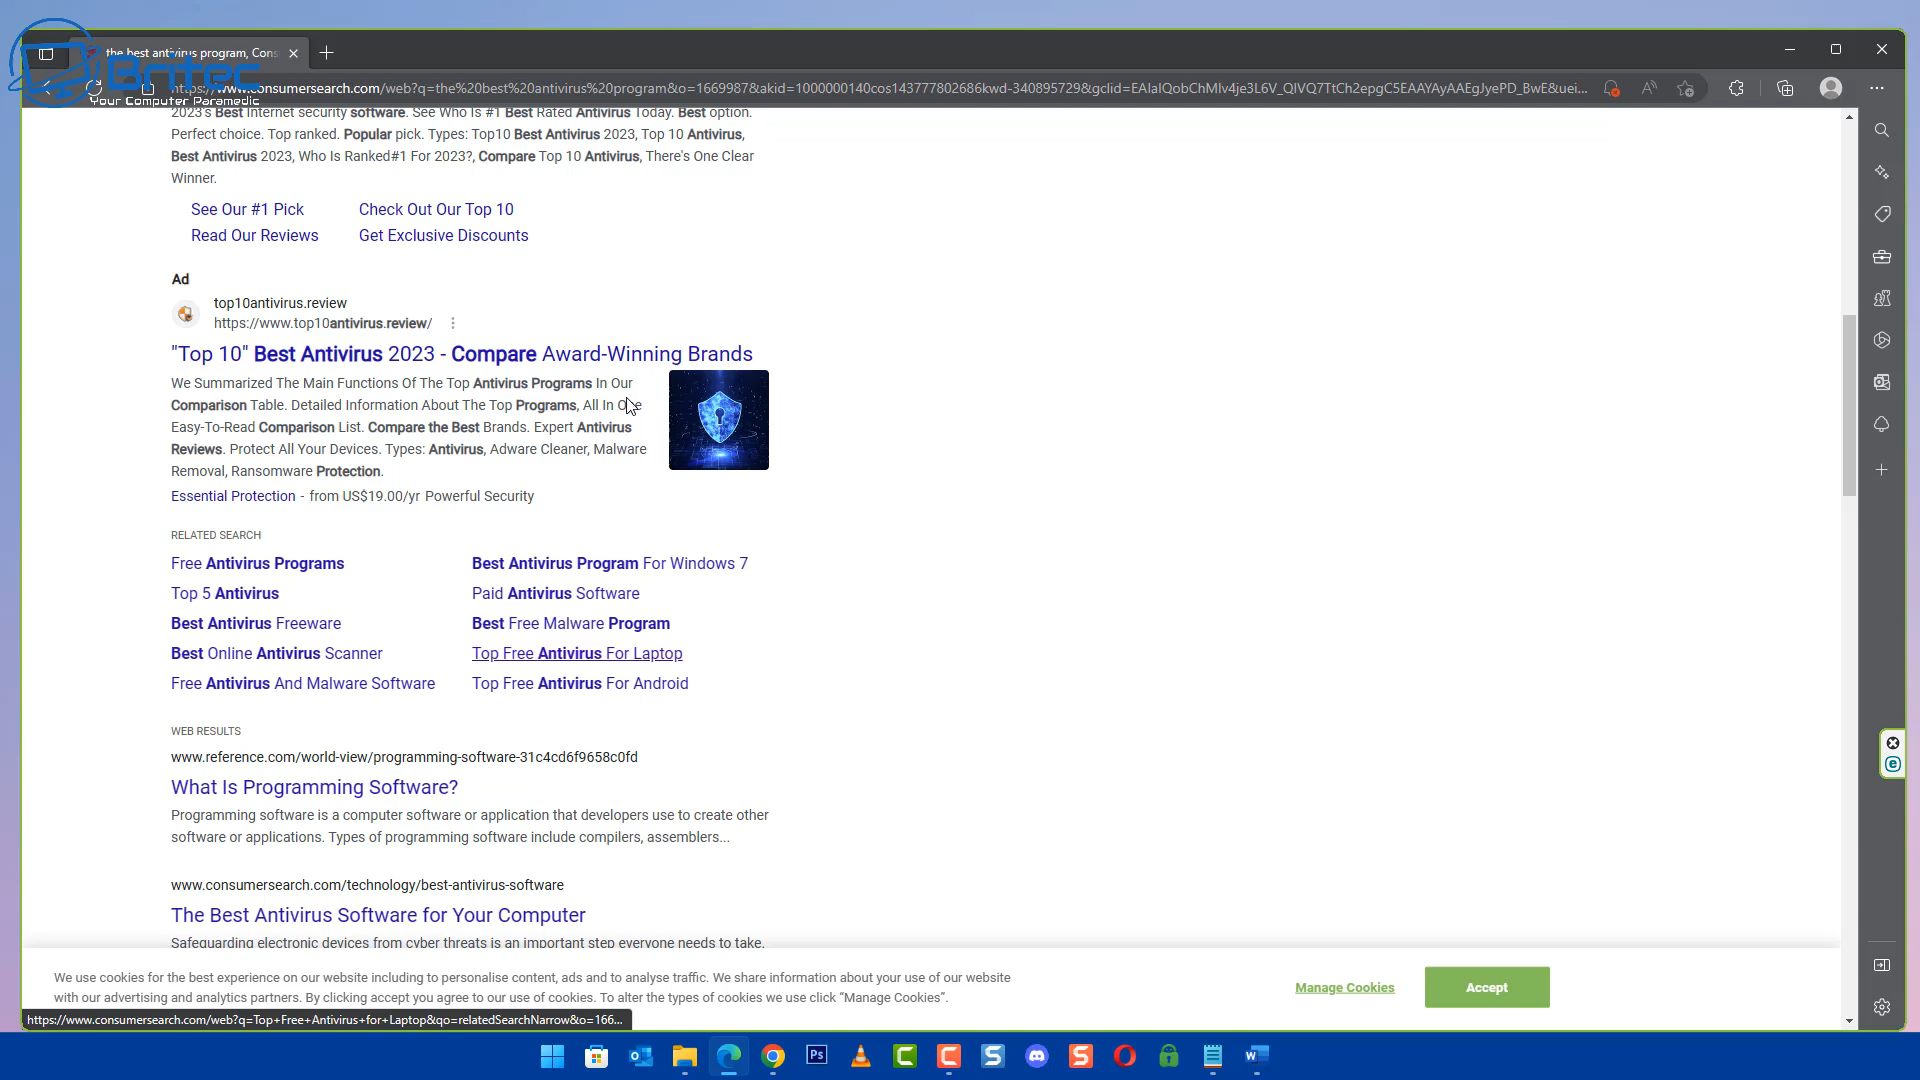 Britec
Your Computer Paramedic
the best antivirus program, Cons
https://www.consumersearch.com/web?q=the%20best%20antivirus%20program&o=1669987&akid=1000000140cos143777802686kwd-340895729&gclid=EAIaIQobChMIv4je3L6V_QIVQ7TtCh2epgC5EAAYAyAAEgJyePD_BwE&uei...
2023's Best Internet security software. See Who Is #1 Best Rated Antivirus Today. Best option.
Perfect choice. Top ranked. Popular pick. Types: Top10 Best Antivirus 2023, Top 10 Antivirus,
Best Antivirus 2023, Who Is Ranked#1 For 2023?, Compare Top 10 Antivirus, There's One Clear
Winner.
See Our #1 Pick Check Out Our Top 10
Read Our Reviews Get Exclusive Discounts
Ad
top10antivirus.review
https://www.top10antivirus.review/
"Top 10" Best Antivirus 2023 - Compare Award-Winning Brands
We Summarized The Main Functions Of The Top Antivirus Programs In Our
Comparison Table. Detailed Information About The Top Programs, All In One
Easy-To-Read Comparison List. Compare the Best Brands. Expert Antivirus
Reviews. Protect All Your Devices. Types: Antivirus, Adware Cleaner, Malware
Removal, Ransomware Protection.
Essential Protection - from US$19.00/yr Powerful Security
RELATED SEARCH
Free Antivirus Programs Best Antivirus Program For Windows 7
Top 5 Antivirus Paid Antivirus Software
Best Antivirus Freeware Best Free Malware Program
Best Online Antivirus Scanner Top Free Antivirus For Laptop
Free Antivirus And Malware Software Top Free Antivirus For Android
WEB RESULTS
www.reference.com/world-view/programming-software-31c4cd6f9658c0fd
What Is Programming Software?
Programming software is a computer software or application that developers use to create other
software or applications. Types of programming software include compilers, assemblers...
www.consumersearch.com/technology/best-antivirus-software
The Best Antivirus Software for Your Computer
Safeguarding electronic devices from cyber threats is an important step everyone needs to take.
We use cookies for the best experience on our website including to personalise content, ads and to analyse traffic. We share information about your use of our website
with our advertising and analytics partners. By clicking accept you agree to our use of cookies. To alter the types of cookies we use click “Manage Cookies”.
Manage Cookies Accept
https://www.consumersearch.com/web?q=Top+Free+Antivirus+for+Laptop&qo=relatedSearchNarrow&o=166...